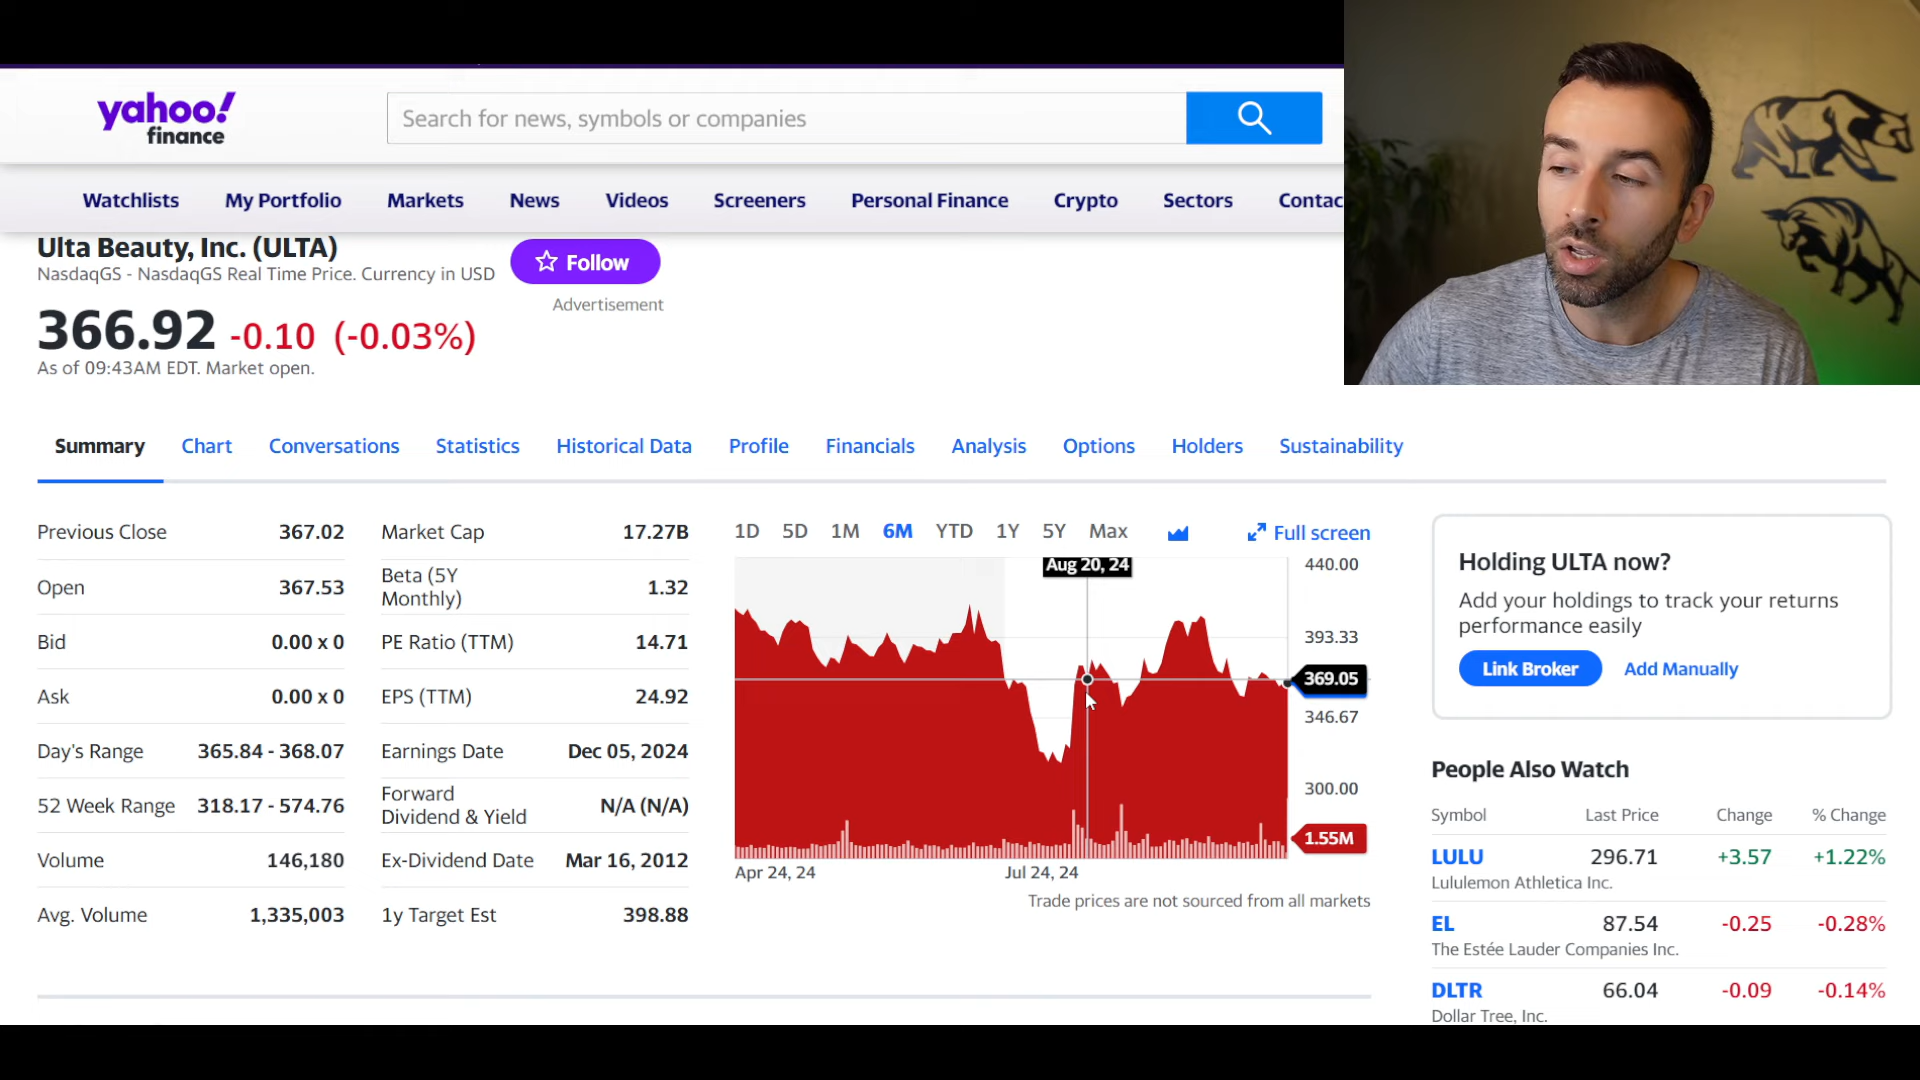 yahoo!
finance
Search for news, symbols or companies
Watchlists My Portfolio Markets News Videos Screeners Personal Finance Crypto Sectors Contac
Ulta Beauty, Inc. (ULTA)
NasdaqGS - NasdaqGS Real Time Price. Currency in USD
Follow
Advertisement
366.92 -0.10 (-0.03%)
As of 09:43AM EDT. Market open.
Summary Chart Conversations Statistics Historical Data Profile Financials Analysis Options Holders Sustainability
Previous Close 367.02
Open 367.53
Bid 0.00 x 0
Ask 0.00 x 0
Day's Range 365.84 - 368.07
52 Week Range 318.17 - 574.76
Volume 146,180
Avg. Volume 1,335,003
Market Cap 17.27B
Beta (5Y
Monthly) 1.32
PE Ratio (TTM) 14.71
EPS (TTM) 24.92
Earnings Date Dec 05, 2024
Forward
Dividend & Yield N/A (N/A)
Ex-Dividend Date Mar 16, 2012
1y Target Est 398.88
1D 5D 1M 6M YTD 1Y 5Y Max Full screen
Aug 20, 24
440.00
393.33
369.05
346.67
300.00
1.55M
Apr 24, 24 Jul 24, 24
Trade prices are not sourced from all markets
Holding ULTA now?
Add your holdings to track your returns
performance easily
Link Broker Add Manually
People Also Watch
Symbol Last Price Change % Change
LULU 296.71 +3.57 +1.22%
Lululemon Athletica Inc.
EL 87.54 -0.25 -0.28%
The Estée Lauder Companies Inc.
DLTR 66.04 -0.09 -0.14%
Dollar Tree, Inc.